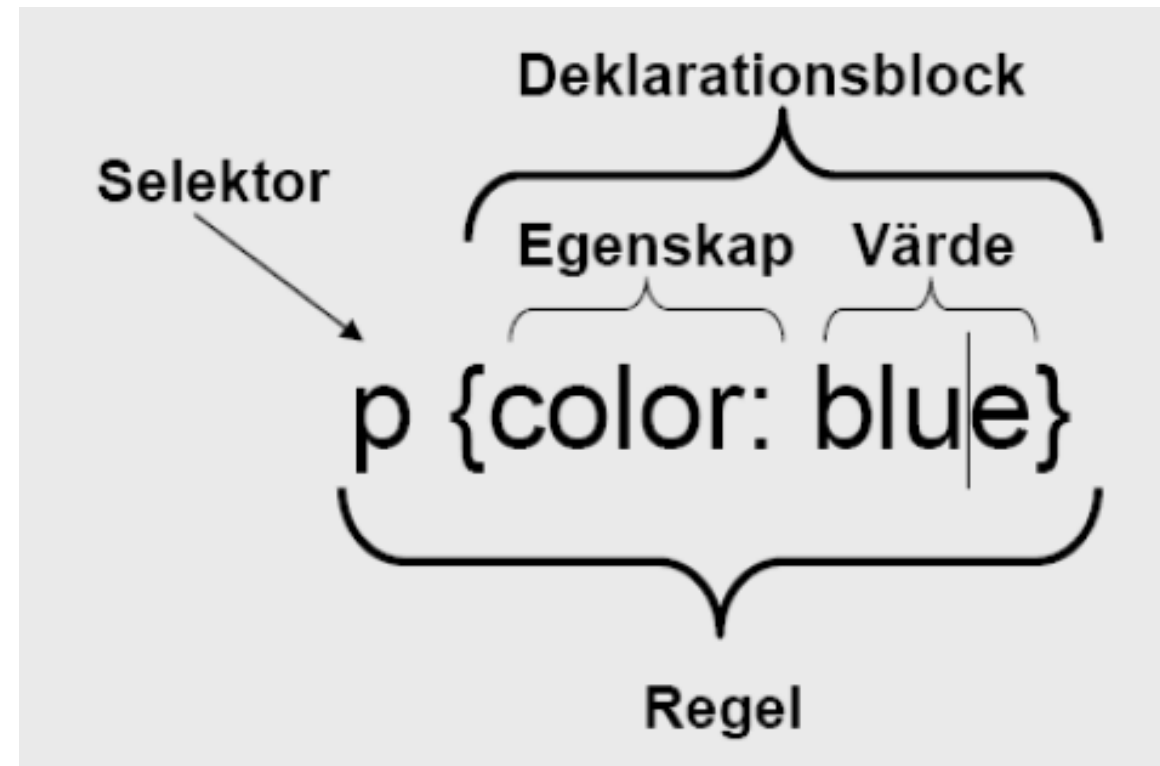 Deklarationsblock
Selektor
Egenskap Värde
p {color: blue}
Regel